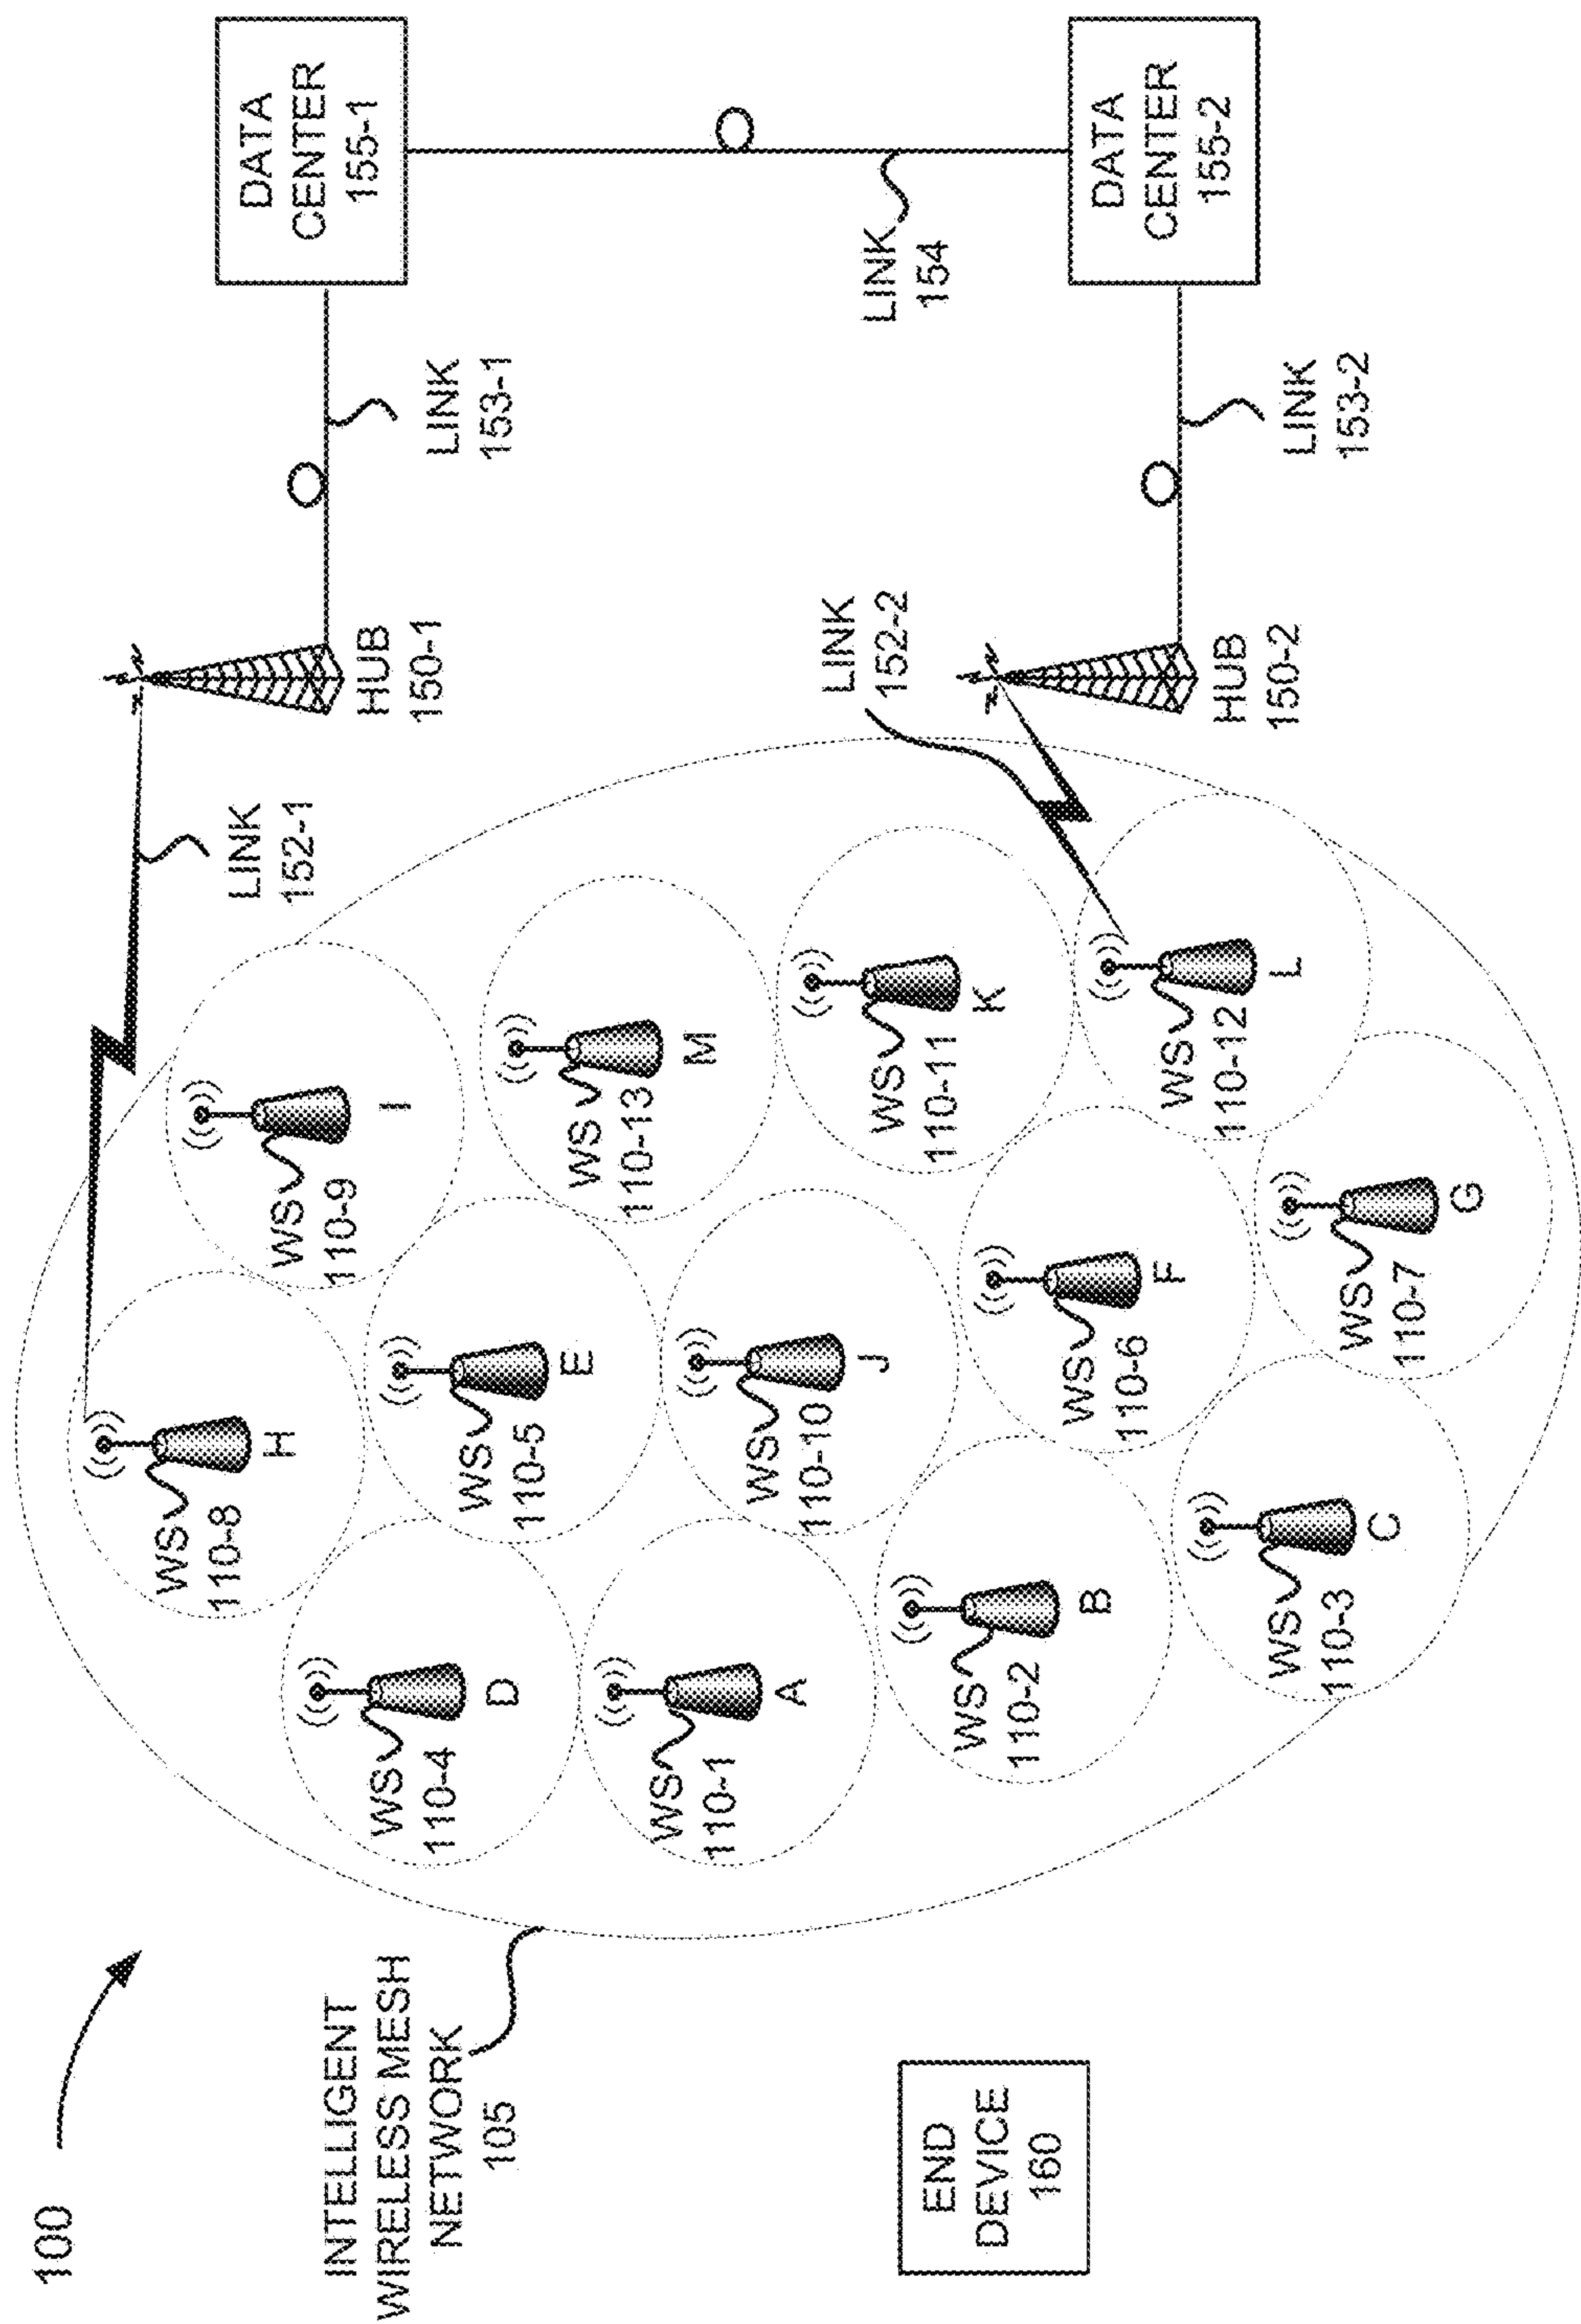 100
INTELLIGENT
WIRELESS MESH
NETWORK
105
END
DEVICE
160
WS
110-8
H
WS
110-9
I
WS
110-4
D
WS
110-5
E
WS
110-13
M
WS
110-1
A
WS
110-10
J
WS
110-11
K
WS
110-2
B
WS
110-6
F
WS
110-12
L
WS
110-3
C
WS
110-7
G
LINK
152-1
HUB
150-1
LINK
153-1
DATA
CENTER
155-1
LINK
154
LINK
152-2
HUB
150-2
LINK
153-2
DATA
CENTER
155-2